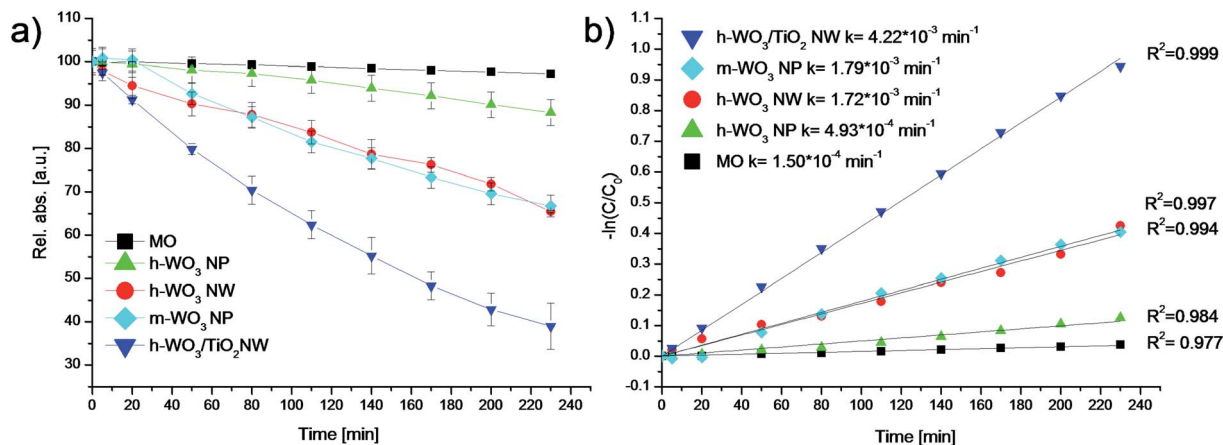 a)
Rel. abs. [a.u.]
110
100
90
80
70
60
50
40
30
MO
h-WO₃ NP
h-WO₃ NW
m-WO₃ NP
h-WO₃/TiO₂NW
0 20 40 60 80 100 120 140 160 180 200 220 240
Time [min]
b)
-ln(C/C₀)
1.1
1.0
0.9
0.8
0.7
0.6
0.5
0.4
0.3
0.2
0.1
0.0
-0.1
h-WO₃/TiO₂ NW k= 4.22*10⁻³ min⁻¹
m-WO₃ NP k= 1.79*10⁻³ min⁻¹
h-WO₃ NW k= 1.72*10⁻³ min⁻¹
h-WO₃ NP k= 4.93*10⁻⁴ min⁻¹
MO k= 1.50*10⁻⁴ min⁻¹
R²=0.999
R²=0.997
R²=0.994
R²=0.984
R²= 0.977
0 20 40 60 80 100 120 140 160 180 200 220 240
Time [min]